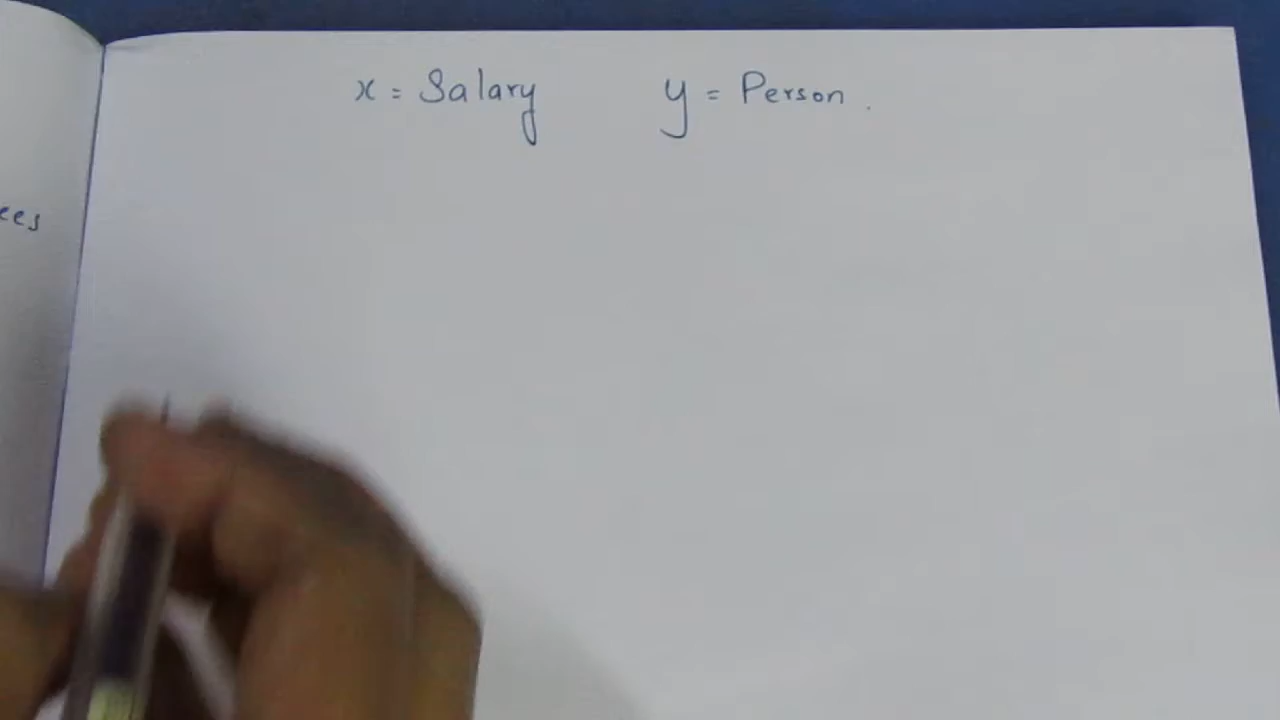 x = Salary y = Person .